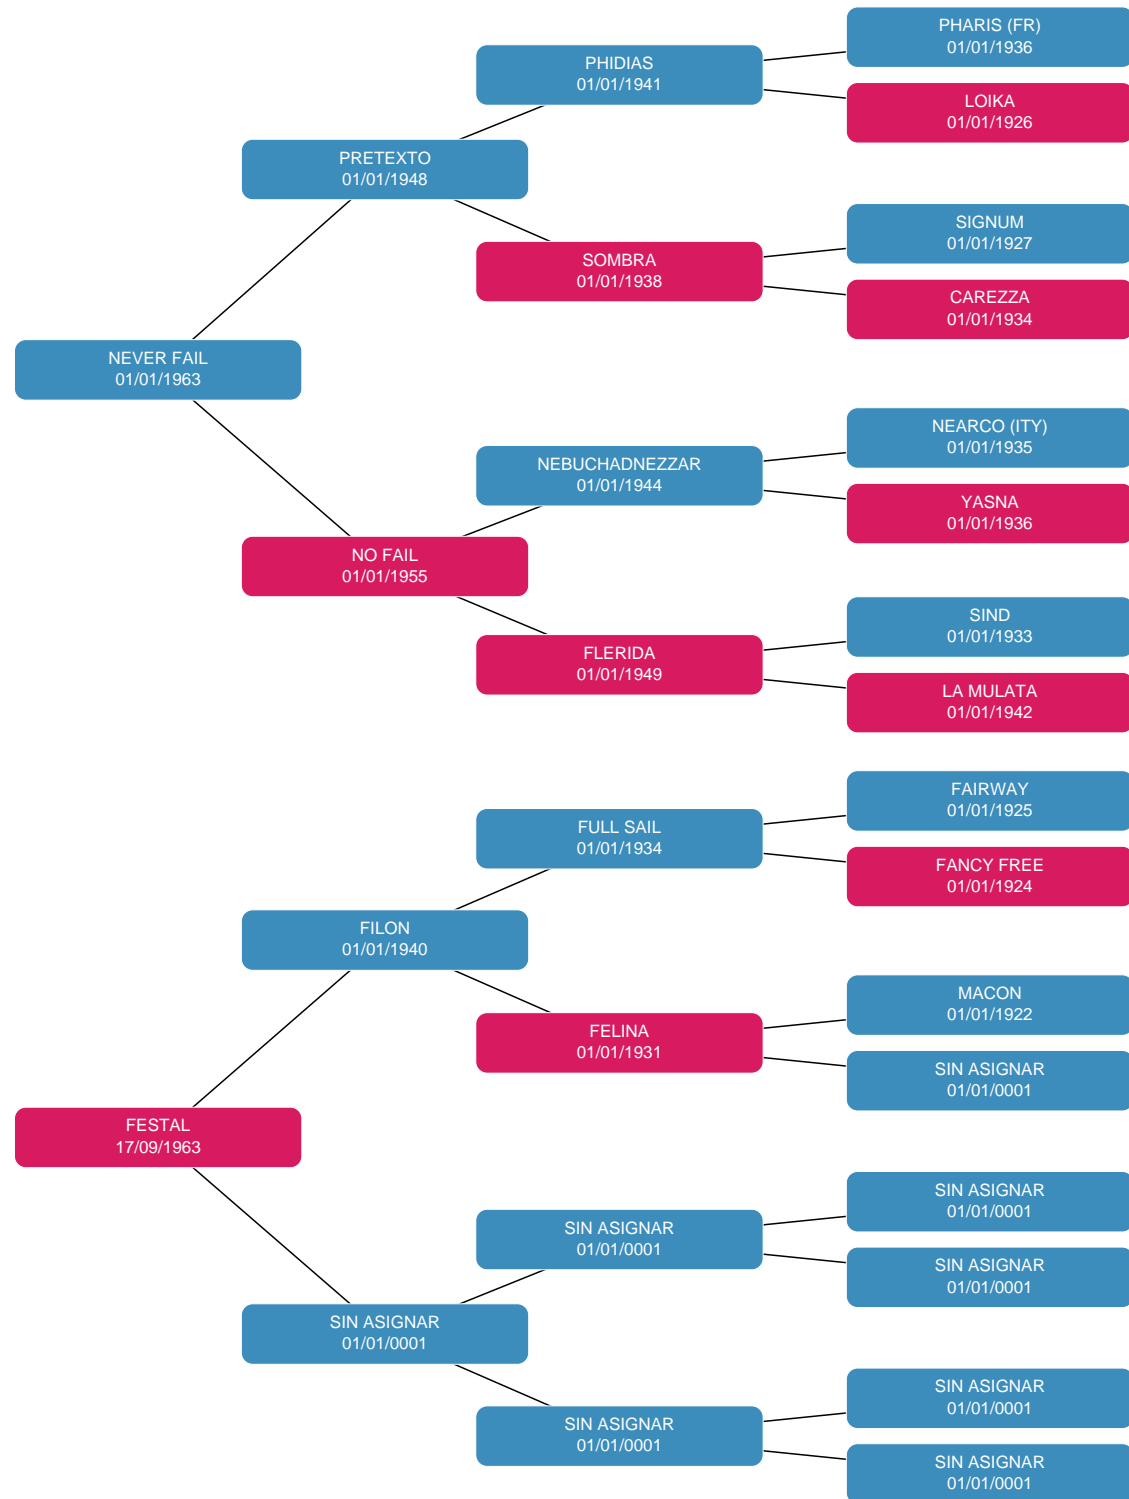 PHARIS (FR)
01/01/1936
PHIDIAS
01/01/1941
LOIKA
01/01/1926
PRETEXTO
01/01/1948
SIGNUM
01/01/1927
SOMBRA
01/01/1938
CAREZZA
01/01/1934
NEVER FAIL
01/01/1963
NEARCO (ITY)
01/01/1935
NEBUCHADNEZZAR
01/01/1944
YASNA
01/01/1936
NO FAIL
01/01/1955
SIND
01/01/1933
FLERIDA
01/01/1949
LA MULATA
01/01/1942
FAIRWAY
01/01/1925
FULL SAIL
01/01/1934
FANCY FREE
01/01/1924
FILON
01/01/1940
MACON
01/01/1922
FELINA
01/01/1931
SIN ASIGNAR
01/01/0001
FESTAL
17/09/1963
SIN ASIGNAR
01/01/0001
SIN ASIGNAR
01/01/0001
SIN ASIGNAR
01/01/0001
SIN ASIGNAR
01/01/0001
SIN ASIGNAR
01/01/0001
SIN ASIGNAR
01/01/0001
SIN ASIGNAR
01/01/0001